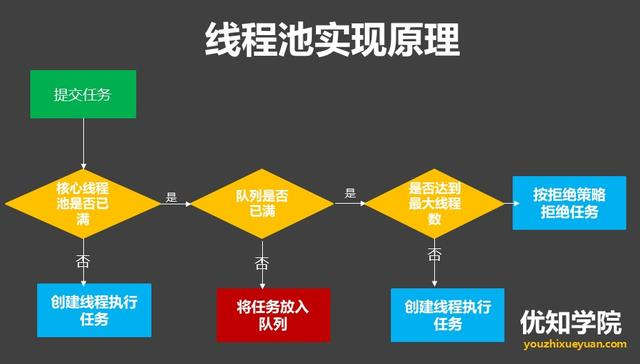 线程池实现原理
提交任务
核心线程
池是否已
满
是
队列是否
已满
是
是否达到
最大线程
数
按拒绝策略
拒绝任务
否
否
否
创建线程执行
任务
将任务放入
队列
创建线程执行
任务
优知学院
youzhixueyuan.com